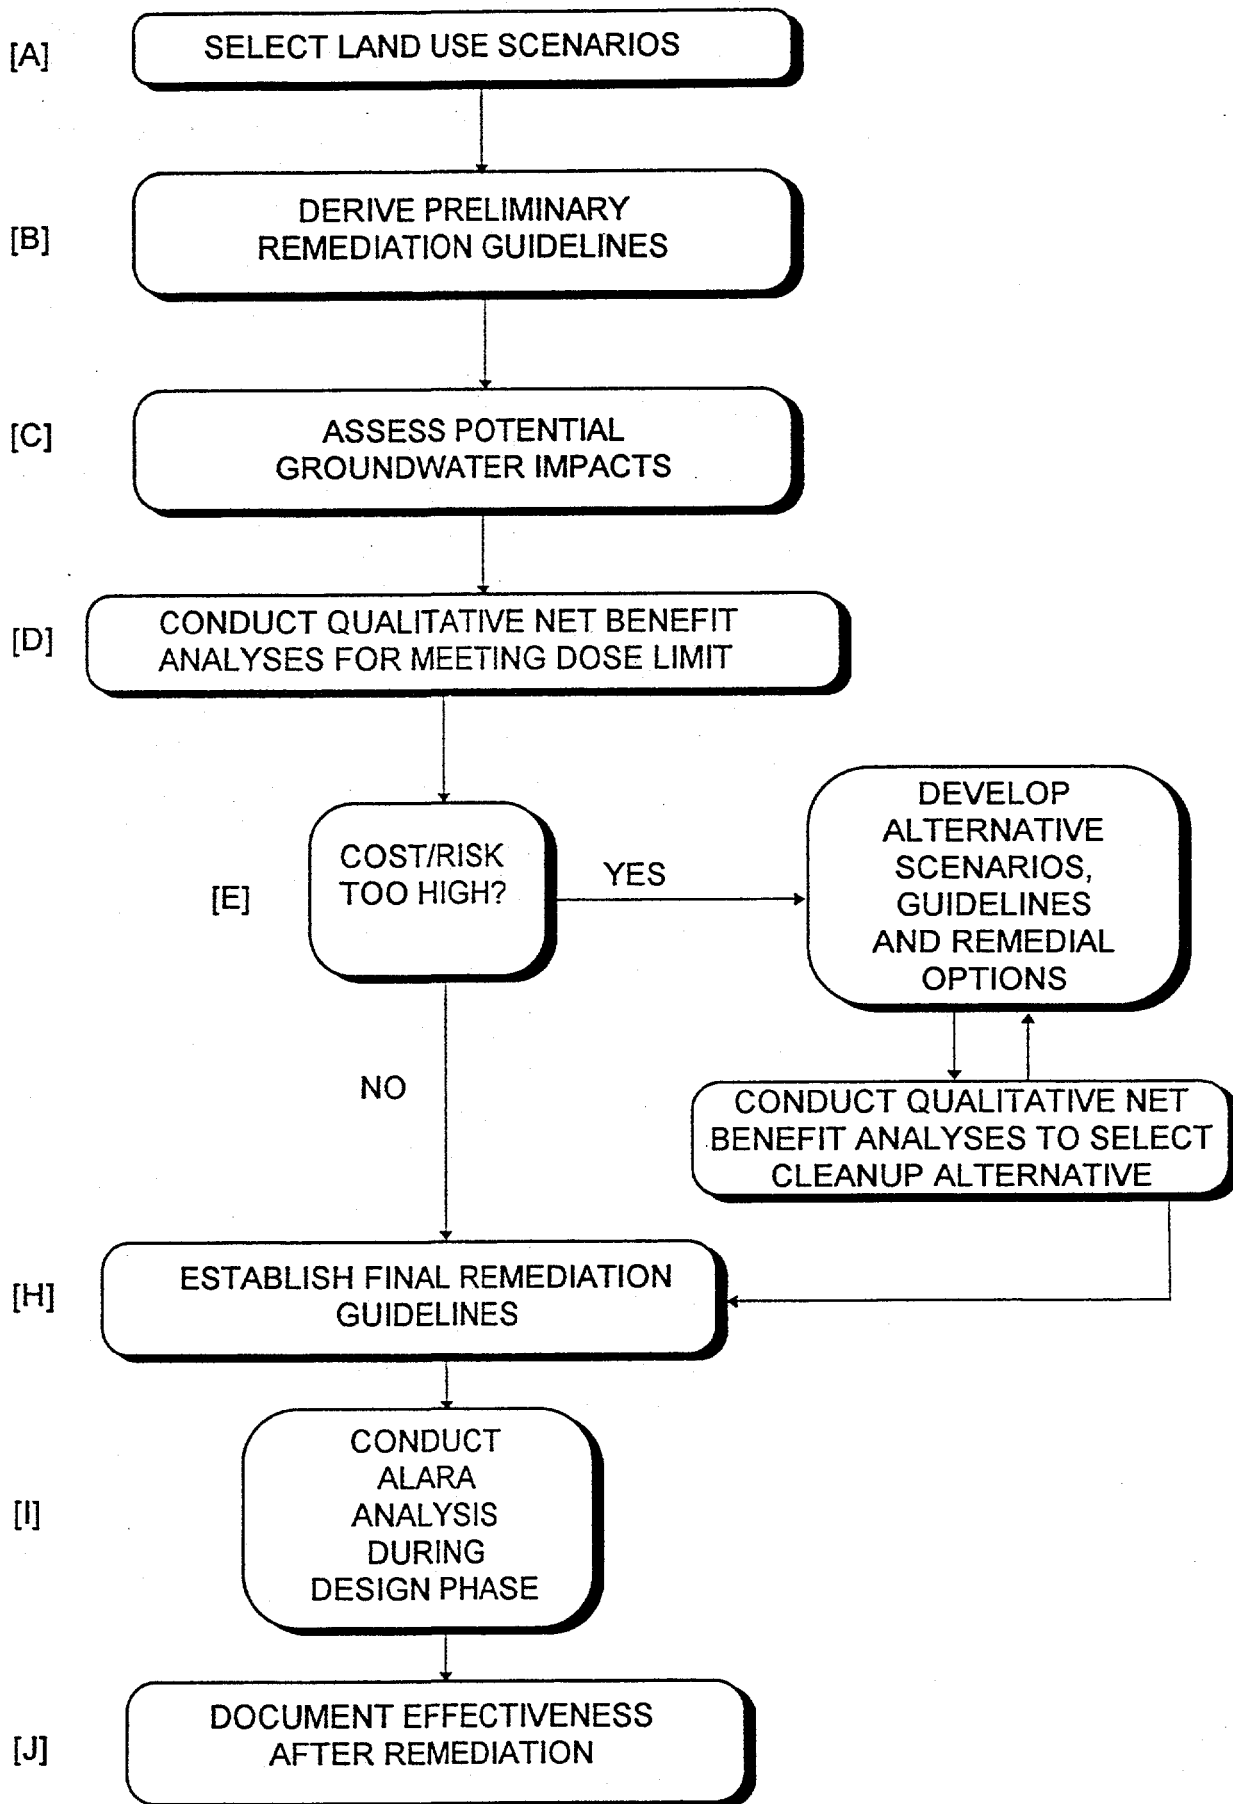 [A]
SELECT LAND USE SCENARIOS
[B]
DERIVE PRELIMINARY
REMEDIATION GUIDELINES
[C]
ASSESS POTENTIAL
GROUNDWATER IMPACTS
[D]
CONDUCT QUALITATIVE NET BENEFIT
ANALYSES FOR MEETING DOSE LIMIT
[E]
COST/RISK
TOO HIGH?
YES
DEVELOP
ALTERNATIVE
SCENARIOS,
GUIDELINES
AND REMEDIAL
OPTIONS
NO
CONDUCT QUALITATIVE NET
BENEFIT ANALYSES TO SELECT
CLEANUP ALTERNATIVE
[H]
ESTABLISH FINAL REMEDIATION
GUIDELINES
[I]
CONDUCT
ALARA
ANALYSIS
DURING
DESIGN PHASE
[J]
DOCUMENT EFFECTIVENESS
AFTER REMEDIATION